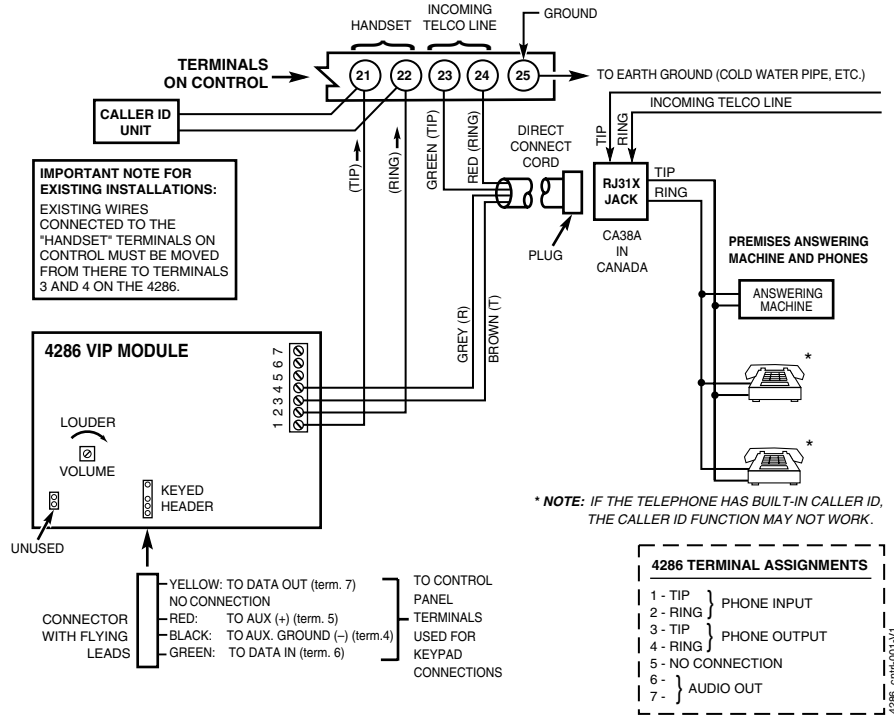 HANDSET
INCOMING
TELCO LINE
GROUND
TERMINALS
ON CONTROL
21
22
23
24
25
TO EARTH GROUND (COLD WATER PIPE, ETC.)
INCOMING TELCO LINE
CALLER ID
UNIT
(TIP)
(RING)
GREEN (TIP)
RED (RING)
DIRECT
CONNECT
CORD
TIP
RING
RJ31X
JACK
TIP
RING
PLUG
CA38A
IN
CANADA
IMPORTANT NOTE FOR
EXISTING INSTALLATIONS:
EXISTING WIRES
CONNECTED TO THE
"HANDSET" TERMINALS ON
CONTROL MUST BE MOVED
FROM THERE TO TERMINALS
3 AND 4 ON THE 4286.
PREMISES ANSWERING
MACHINE AND PHONES
ANSWERING
MACHINE
*
*
GREY (R)
BROWN (T)
4286 VIP MODULE
1 2 3 4 5 6 7
LOUDER
VOLUME
KEYED
HEADER
UNUSED
* NOTE: IF THE TELEPHONE HAS BUILT-IN CALLER ID,
THE CALLER ID FUNCTION MAY NOT WORK.
CONNECTOR
WITH FLYING
LEADS
YELLOW: TO DATA OUT (term. 7)
NO CONNECTION
RED: TO AUX (+) (term. 5)
BLACK: TO AUX. GROUND (–) (term.4)
GREEN: TO DATA IN (term. 6)
TO CONTROL
PANEL
TERMINALS
USED FOR
KEYPAD
CONNECTIONS
4286 TERMINAL ASSIGNMENTS
1 - TIP
2 - RING
PHONE INPUT
3 - TIP
4 - RING
PHONE OUTPUT
5 - NO CONNECTION
6 -
7 -
AUDIO OUT
4286_cntrl-001-V1